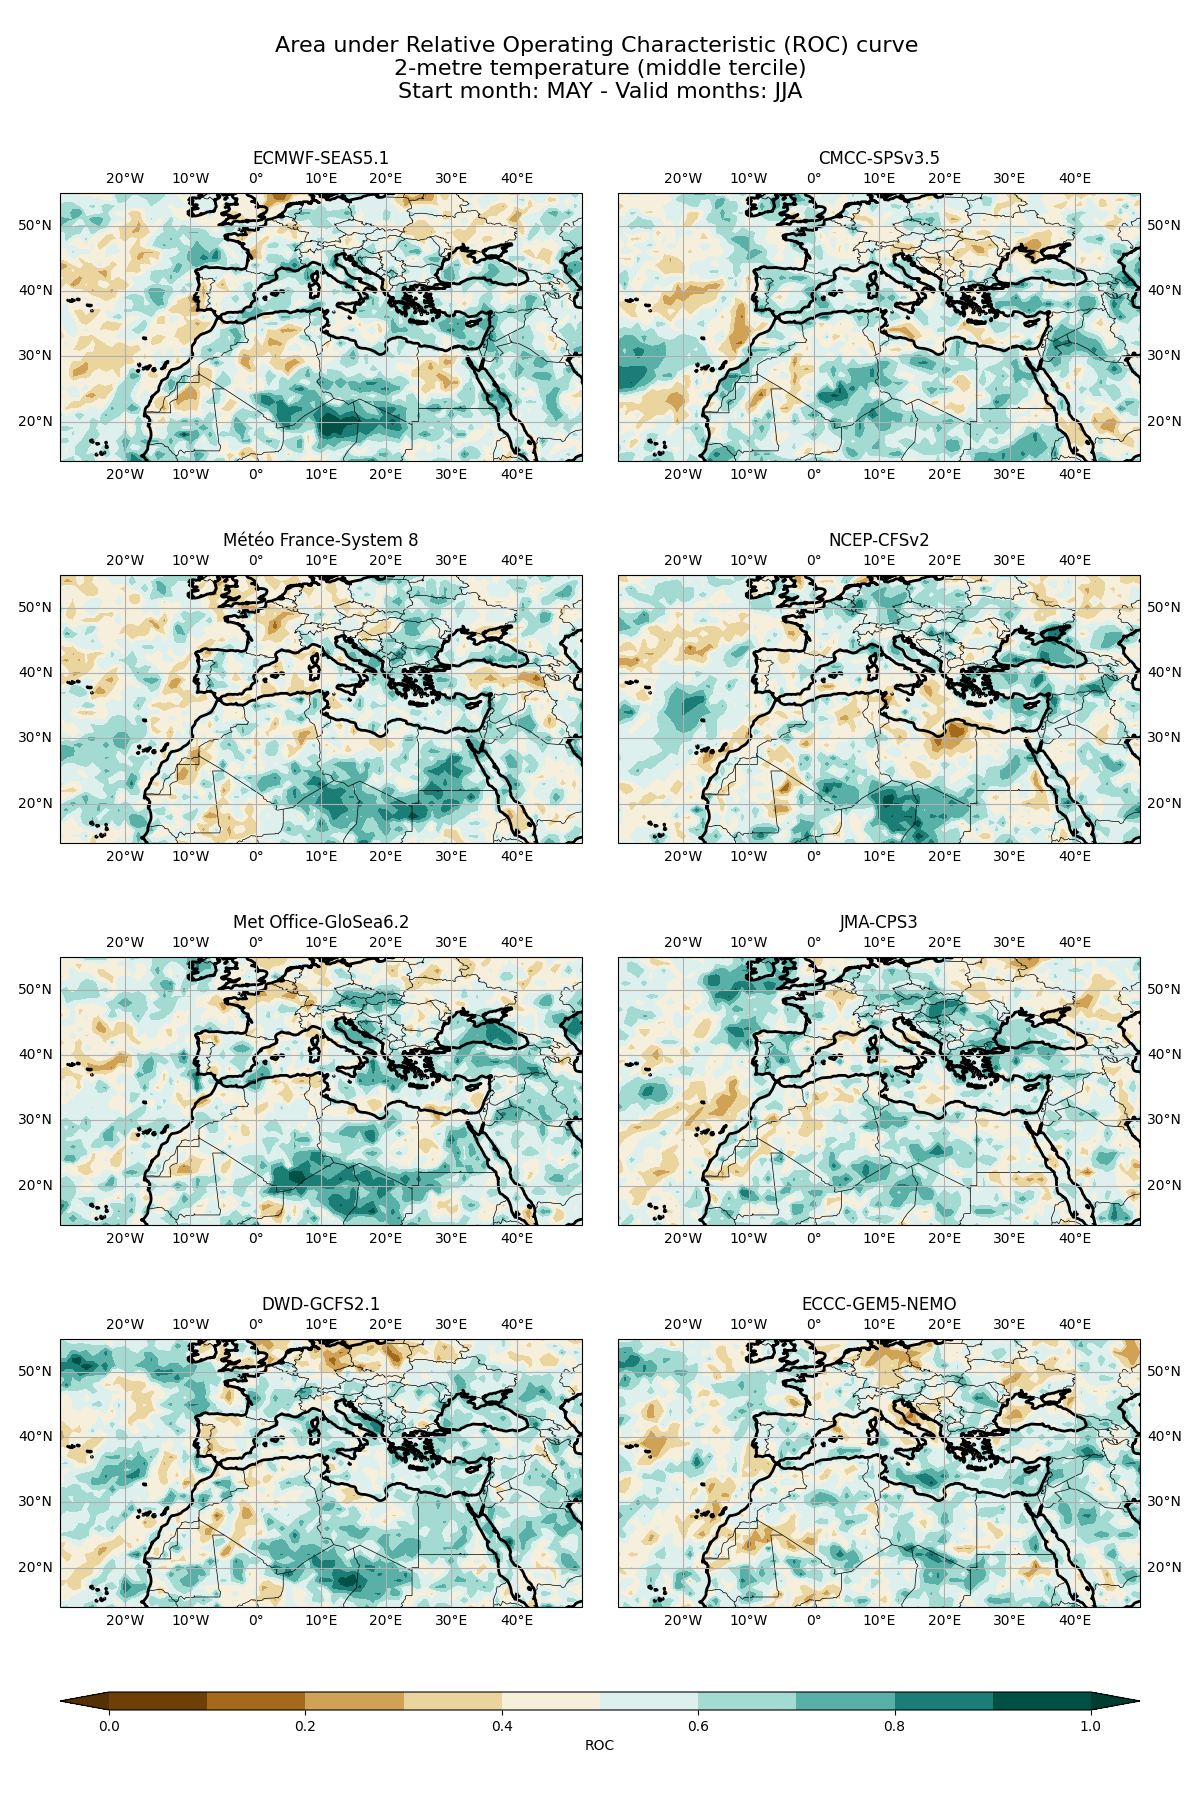 Area under Relative Operating Characteristic (ROC) curve
2-metre temperature (middle tercile)
Start month: MAY - Valid months: JJA
ECMWF-SEAS5.1
CMCC-SPSv3.5
20°W 10°W 0° 10°E 20°E 30°E 40°E
20°W 10°W 0° 10°E 20°E 30°E 40°E
50°N
50°N
40°N
40°N
30°N
30°N
20°N
20°N
20°W 10°W 0° 10°E 20°E 30°E 40°E
20°W 10°W 0° 10°E 20°E 30°E 40°E
Météo France-System 8
NCEP-CFSv2
20°W 10°W 0° 10°E 20°E 30°E 40°E
20°W 10°W 0° 10°E 20°E 30°E 40°E
50°N
50°N
40°N
40°N
30°N
30°N
20°N
20°N
20°W 10°W 0° 10°E 20°E 30°E 40°E
20°W 10°W 0° 10°E 20°E 30°E 40°E
Met Office-GloSea6.2
JMA-CPS3
20°W 10°W 0° 10°E 20°E 30°E 40°E
20°W 10°W 0° 10°E 20°E 30°E 40°E
50°N
50°N
40°N
40°N
30°N
30°N
20°N
20°N
20°W 10°W 0° 10°E 20°E 30°E 40°E
20°W 10°W 0° 10°E 20°E 30°E 40°E
DWD-GCFS2.1
ECCC-GEM5-NEMO
20°W 10°W 0° 10°E 20°E 30°E 40°E
20°W 10°W 0° 10°E 20°E 30°E 40°E
50°N
50°N
40°N
40°N
30°N
30°N
20°N
20°N
20°W 10°W 0° 10°E 20°E 30°E 40°E
20°W 10°W 0° 10°E 20°E 30°E 40°E
0.0 0.2 0.4 0.6 0.8 1.0
ROC